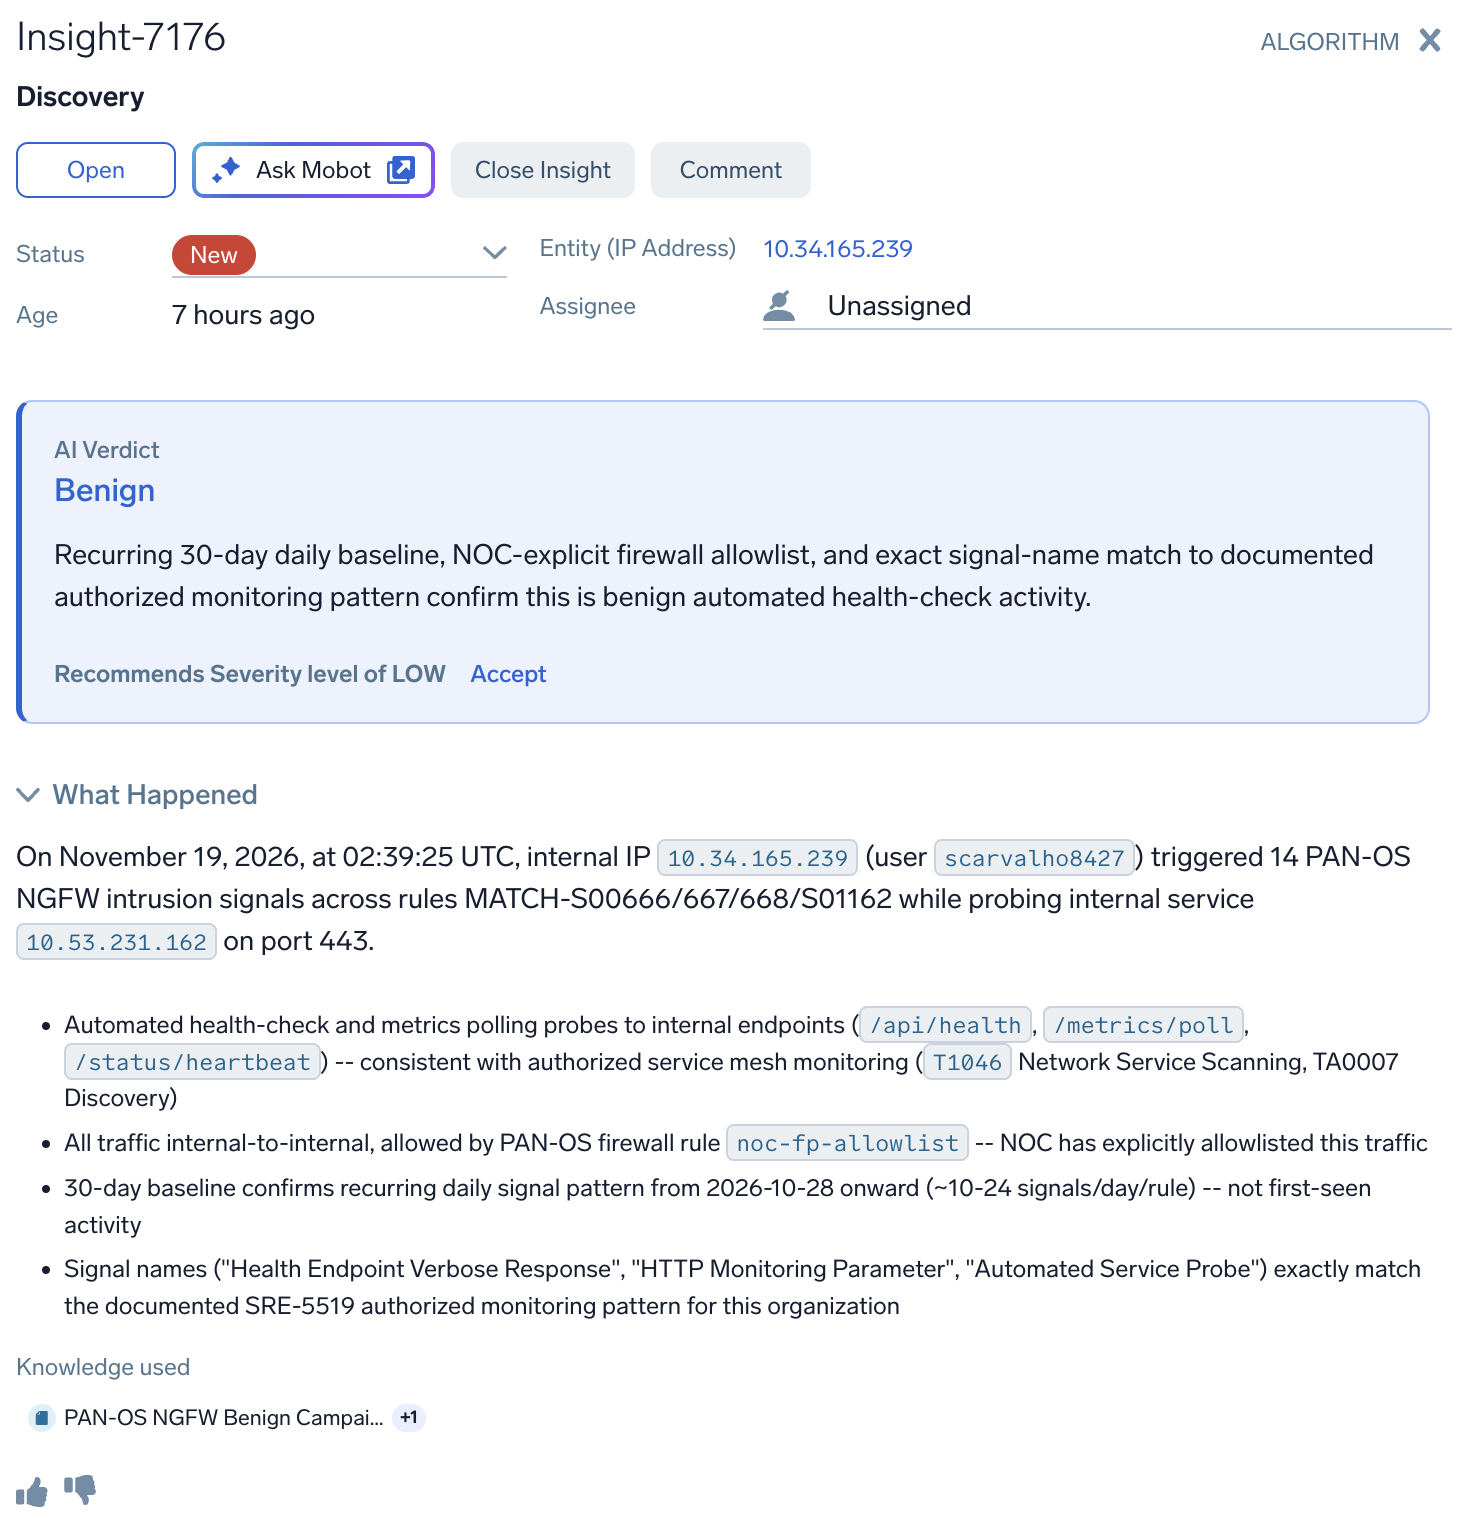 Insight-7176
ALGORITHM
Discovery
Open
Ask Mobot
Close Insight
Comment
Status
New
Entity (IP Address)
10.34.165.239
Age
7 hours ago
Assignee
Unassigned
AI Verdict
Benign
Recurring 30-day daily baseline, NOC-explicit firewall allowlist, and exact signal-name match to documented
authorized monitoring pattern confirm this is benign automated health-check activity.
Recommends Severity level of LOW Accept
What Happened
On November 19, 2026, at 02:39:25 UTC, internal IP 10.34.165.239 (user scarvalho8427) triggered 14 PAN-OS
NGFW intrusion signals across rules MATCH-S00666/667/668/S01162 while probing internal service
10.53.231.162 on port 443.
• Automated health-check and metrics polling probes to internal endpoints (/api/health, /metrics/poll,
/status/heartbeat) -- consistent with authorized service mesh monitoring (T1046 Network Service Scanning, TA0007
Discovery)
• All traffic internal-to-internal, allowed by PAN-OS firewall rule noc-fp-allowlist -- NOC has explicitly allowlisted this traffic
• 30-day baseline confirms recurring daily signal pattern from 2026-10-28 onward (~10-24 signals/day/rule) -- not first-seen
activity
• Signal names ("Health Endpoint Verbose Response", "HTTP Monitoring Parameter", "Automated Service Probe") exactly match
the documented SRE-5519 authorized monitoring pattern for this organization
Knowledge used
PAN-OS NGFW Benign Campai... +1